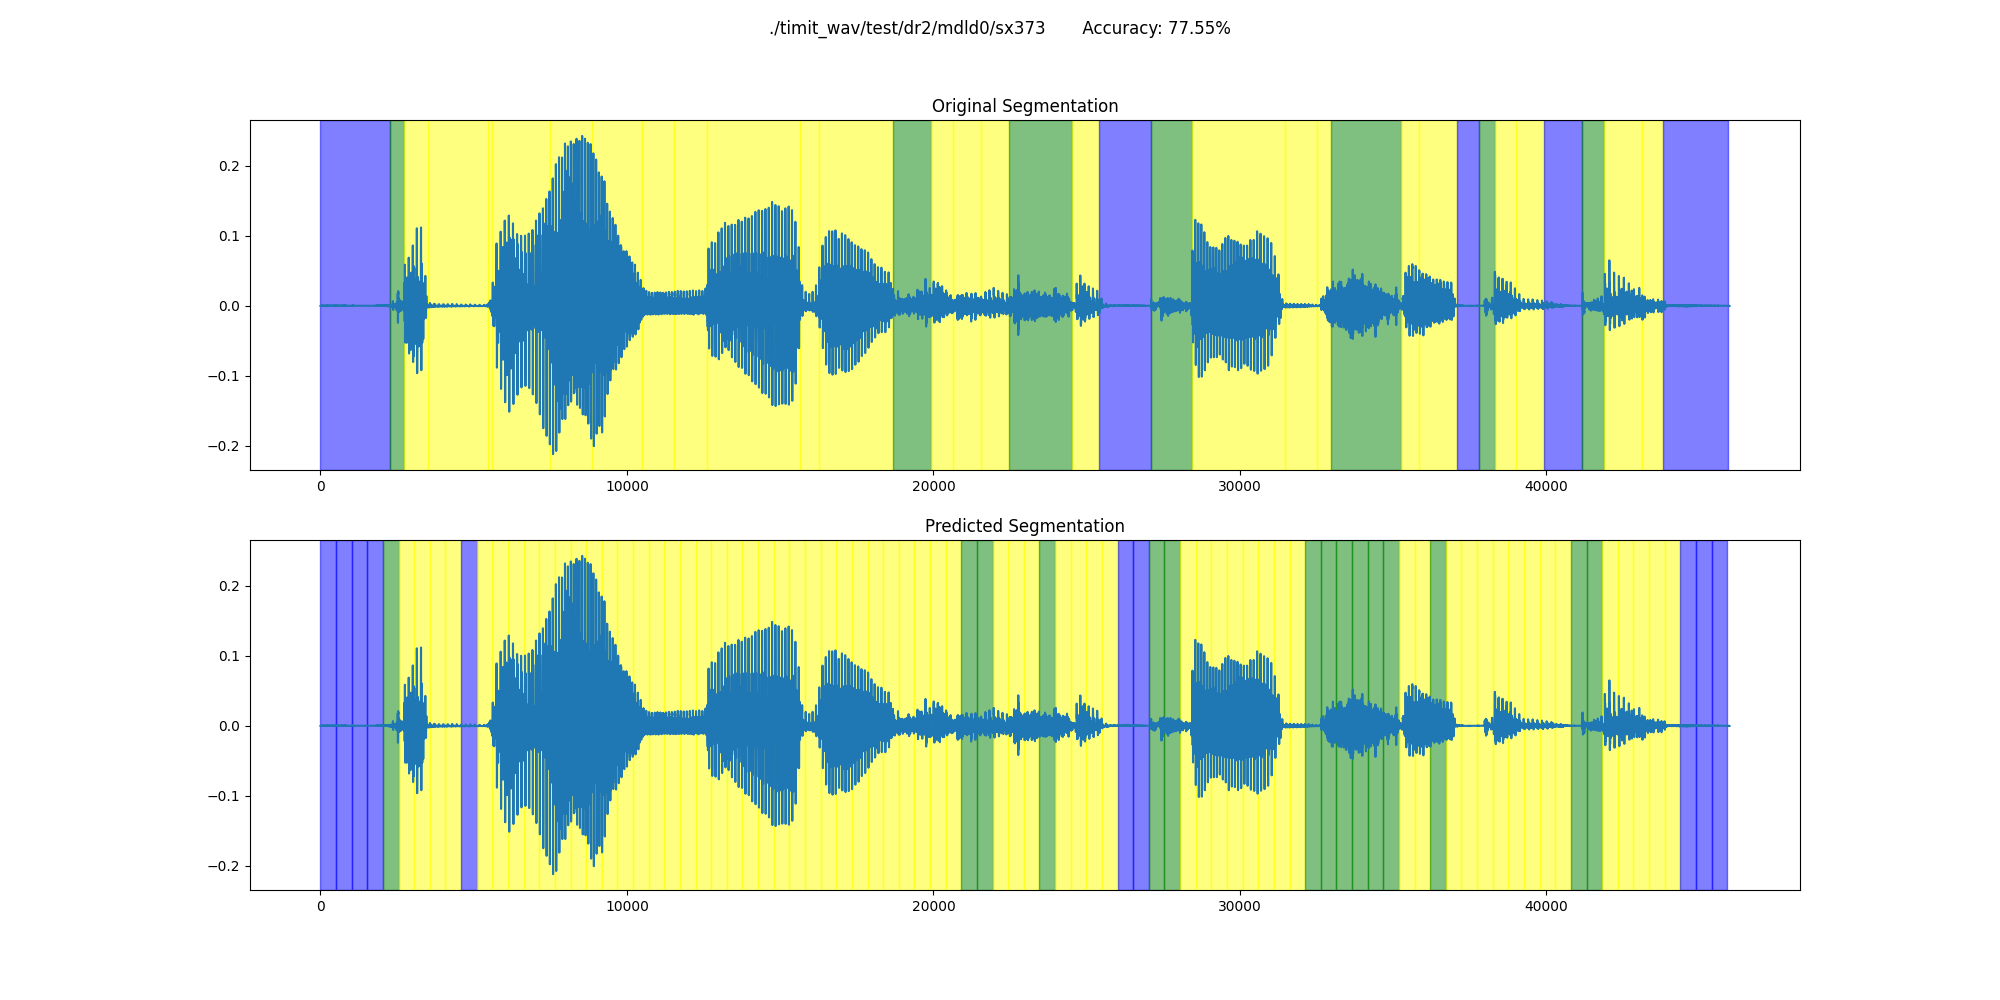 ./timit_wav/test/dr2/mdld0/sx373 Accuracy: 77.55%
Original Segmentation
0.2
0.1
0.0
−0.1
−0.2
0 10000 20000 30000 40000
Predicted Segmentation
0.2
0.1
0.0
−0.1
−0.2
0 10000 20000 30000 40000